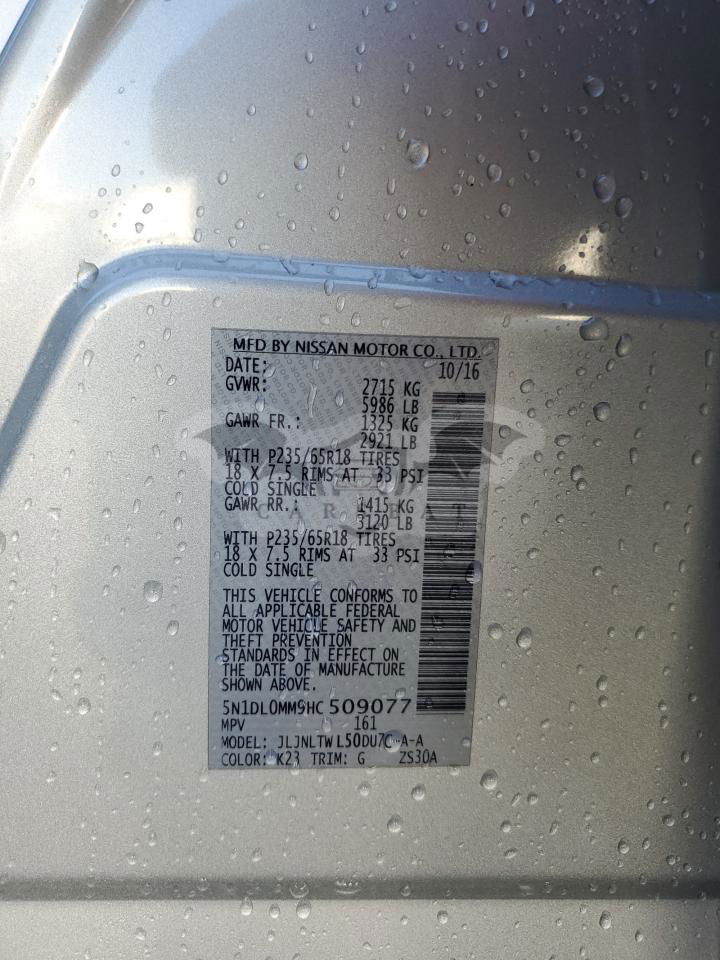 MFD BY NISSAN MOTOR CO., LTD.
DATE: 10/16
GVWR: 2715 KG
5986 LB
GAWR FR.: 1325 KG
2921 LB
WITH P235/65R18 TIRES
18 X 7.5 RIMS AT 33 PSI
COLD SINGLE
GAWR RR.: 1415 KG
3120 LB
WITH P235/65R18 TIRES
18 X 7.5 RIMS AT 33 PSI
COLD SINGLE
THIS VEHICLE CONFORMS TO
ALL APPLICABLE FEDERAL
MOTOR VEHICLE SAFETY AND
THEFT PREVENTION
STANDARDS IN EFFECT ON
THE DATE OF MANUFACTURE
SHOWN ABOVE.
5N1DL0MM9HC 509077
MPV 161
MODEL: JLJNLTW L50DU7C-A-A
COLOR: K23 TRIM: G ZS30A